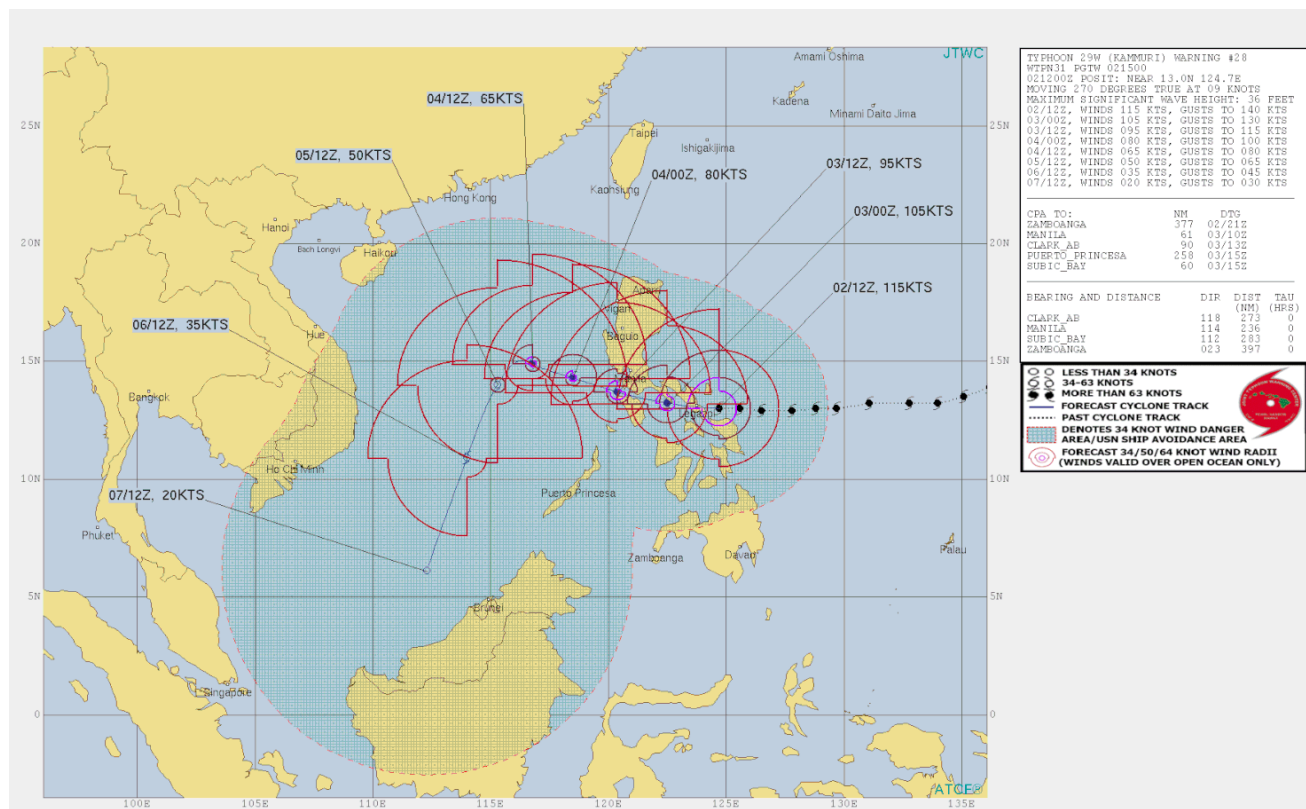 JTWC
Amami Oshima
04/12Z, 65KTS
Kadena
Minami Daito Jima
25N
25N
Taipei
Ishigakijima
05/12Z, 50KTS
03/12Z, 95KTS
04/00Z, 80KTS
Kaohsiung
Hong Kong
03/00Z, 105KTS
Hanoi
Bach Longvi
Haikou
20N
20N
02/12Z, 115KTS
Vigan
06/12Z, 35KTS
Hue
Baguio
15N
15N
Bangkok
Legaspi
Ho Chi Minh
10N
10N
07/12Z, 20KTS
Puerto Princesa
Phuket
Zamboanga
Davao
Palau
5N
5N
Brunei
Singapore
0
0
ATCF®
100E
105E
110E
115E
120E
125E
130E
135E
TYPHOON 29W (KAMMURI) WARNING #28
WTPN31 PGTW 021500
021200Z POSIT: NEAR 13.0N 124.7E
MOVING 270 DEGREES TRUE AT 09 KNOTS
MAXIMUM SIGNIFICANT WAVE HEIGHT: 36 FEET
02/12Z, WINDS 115 KTS, GUSTS TO 140 KTS
03/00Z, WINDS 105 KTS, GUSTS TO 130 KTS
03/12Z, WINDS 095 KTS, GUSTS TO 115 KTS
04/00Z, WINDS 080 KTS, GUSTS TO 100 KTS
04/12Z, WINDS 065 KTS, GUSTS TO 080 KTS
05/12Z, WINDS 050 KTS, GUSTS TO 065 KTS
06/12Z, WINDS 035 KTS, GUSTS TO 045 KTS
07/12Z, WINDS 020 KTS, GUSTS TO 030 KTS
CPA TO: NM DTG
ZAMBOANGA 377 02/21Z
MANILA 61 03/10Z
CLARK_AB 90 03/13Z
PUERTO_PRINCESA 258 03/15Z
SUBIC_BAY 60 03/15Z
BEARING AND DISTANCE DIR DIST TAU
(NM) (HRS)
CLARK_AB 118 273 0
MANILA 114 236 0
SUBIC_BAY 112 283 0
ZAMBOANGA 023 397 0
LESS THAN 34 KNOTS
34-63 KNOTS
MORE THAN 63 KNOTS
FORECAST CYCLONE TRACK
PAST CYCLONE TRACK
DENOTES 34 KNOT WIND DANGER
AREA/USN SHIP AVOIDANCE AREA
FORECAST 34/50/64 KNOT WIND RADII
(WINDS VALID OVER OPEN OCEAN ONLY)